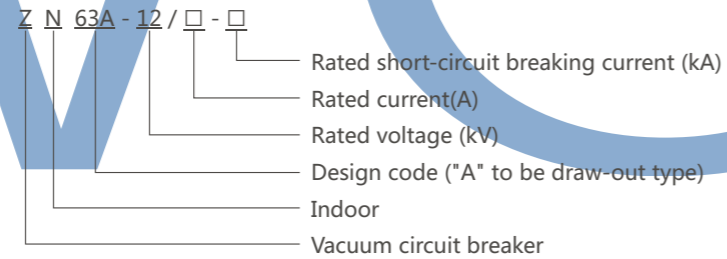 Z N 63A - 12 / □ - □
Rated short-circuit breaking current (kA)
Rated current(A)
Rated voltage (kV)
Design code ("A" to be draw-out type)
Indoor
Vacuum circuit breaker